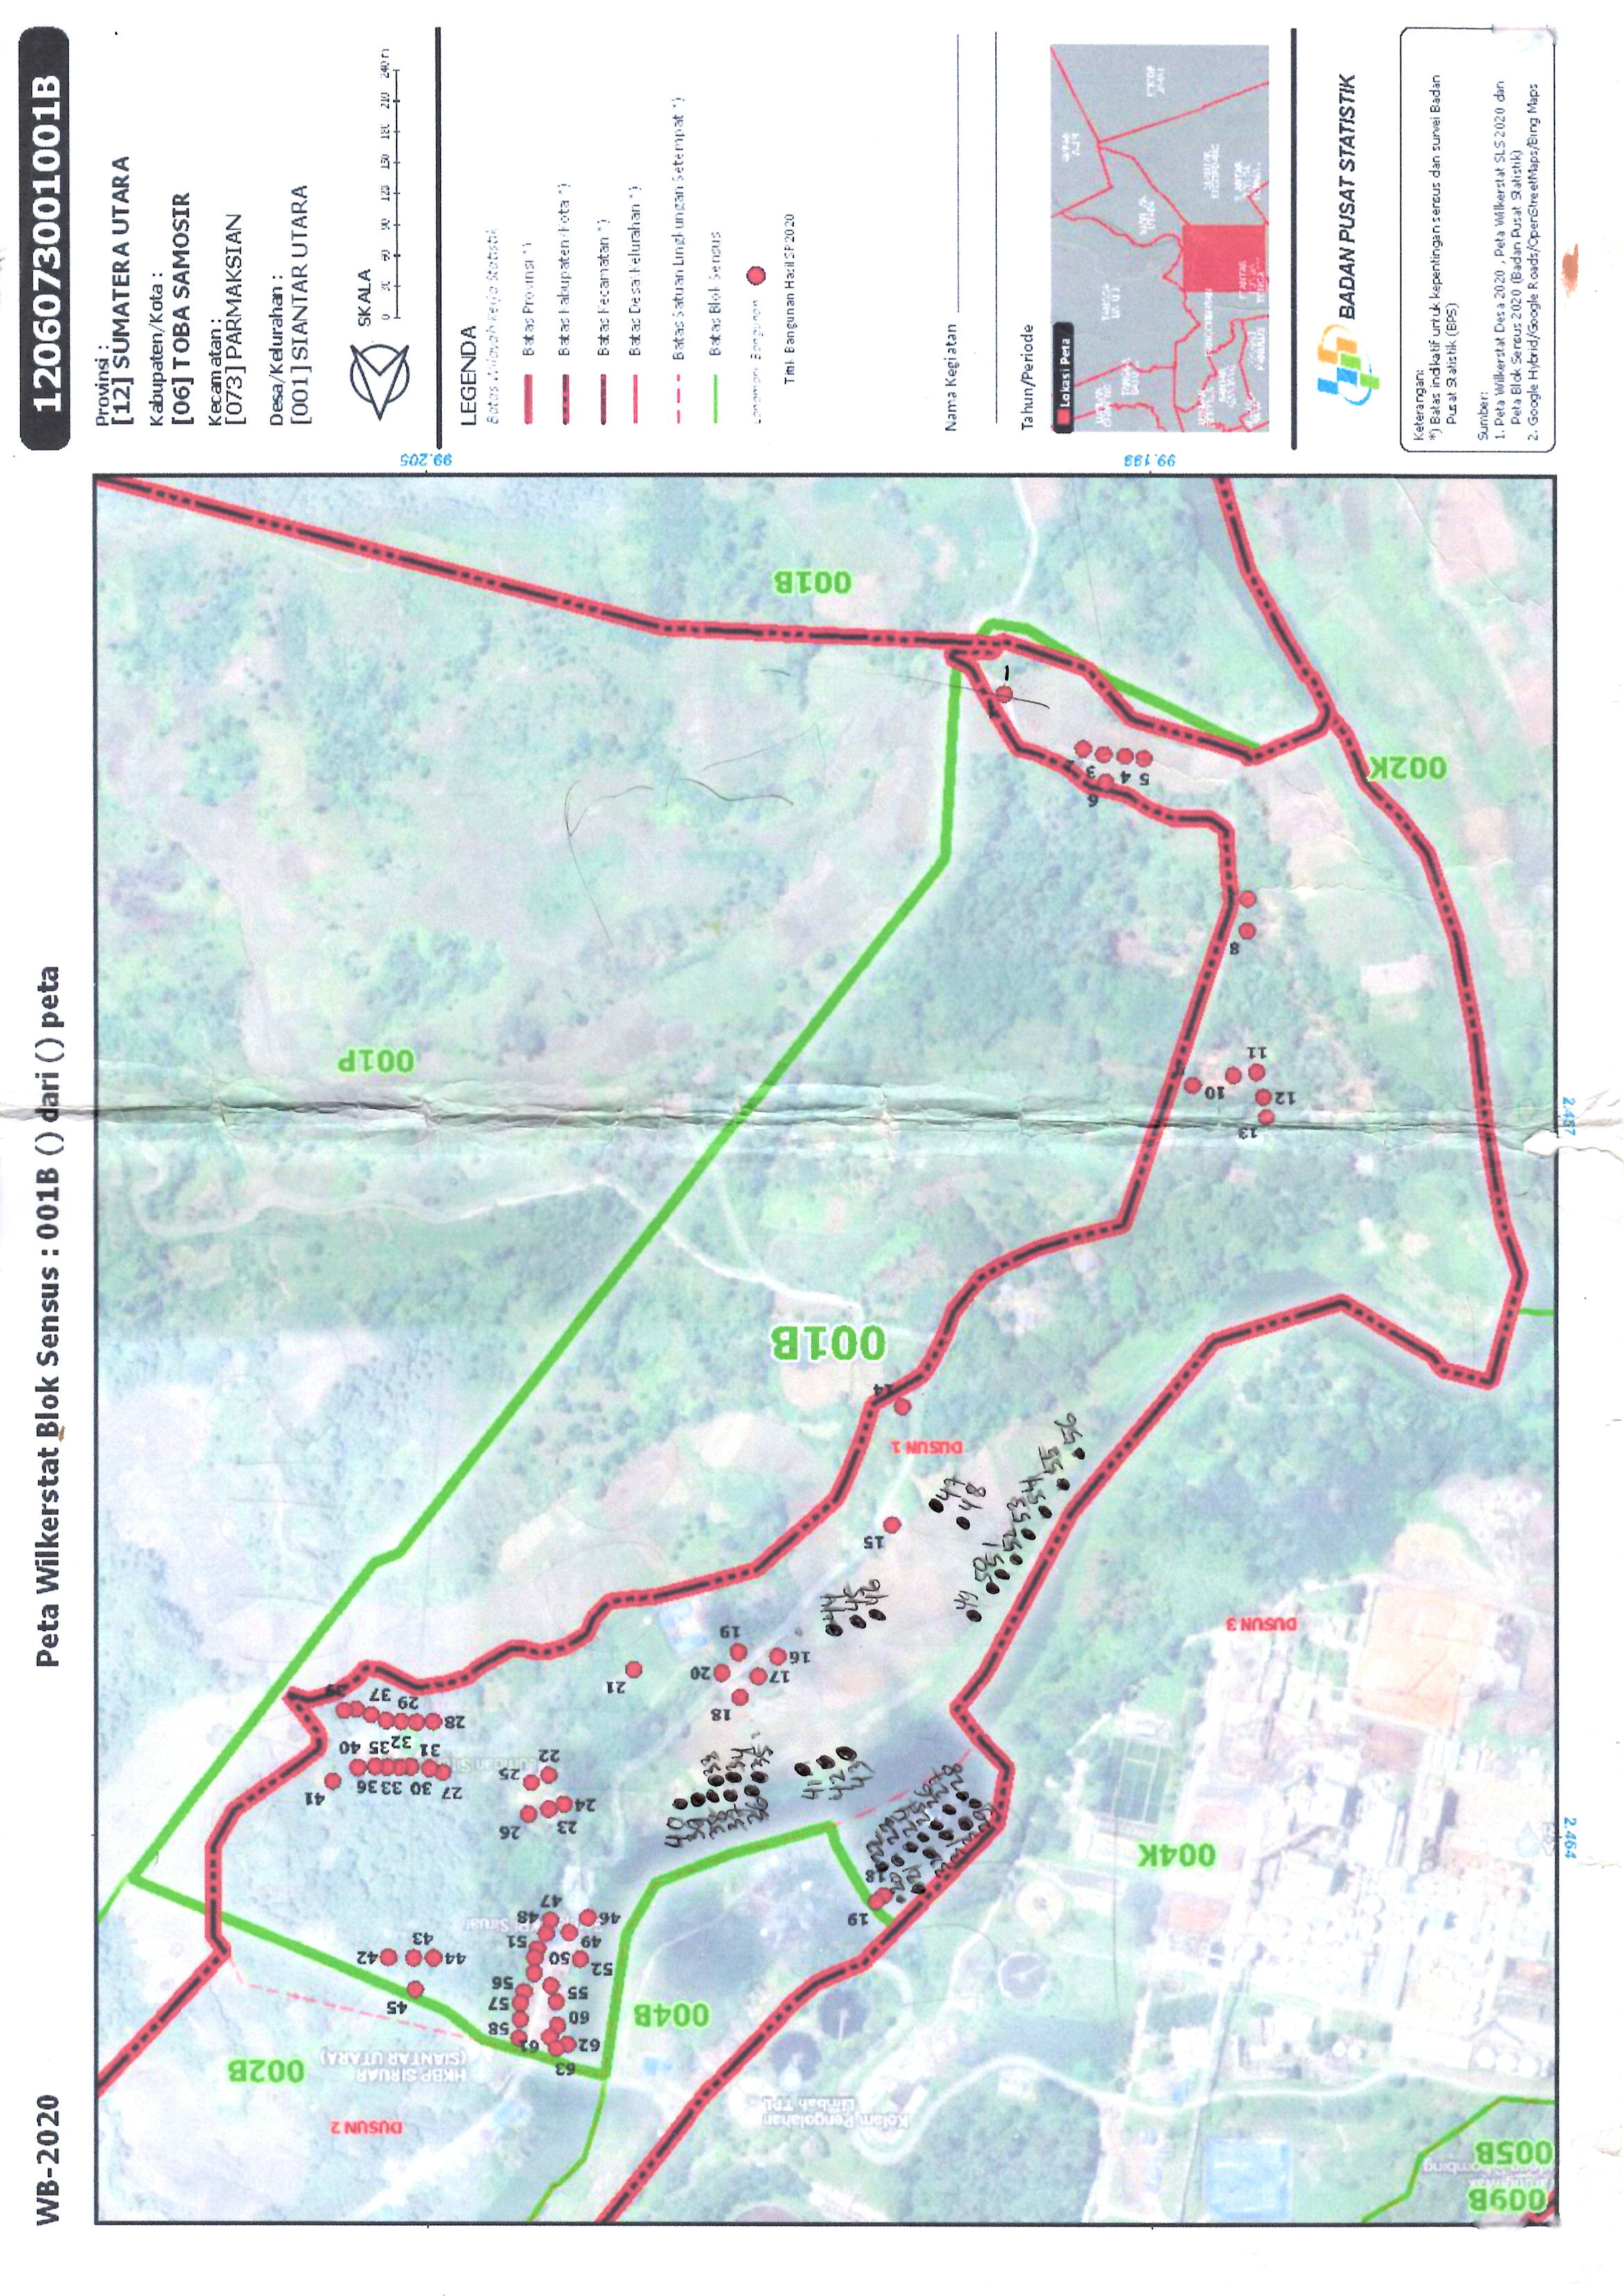 WB-2020
Peta Wilkerstat Blok Sensus : 001B () dari () peta
1206073001001B
Provinsi :
[12] SUMATERA UTARA
Kabupaten/Kota :
[06] TOBA SAMOSIR
Kecamatan :
[073] PARMAKSIAN
Desa/Kelurahan :
[001] SIANTAR UTARA
SKALA
0 30 60 90 120 150 180 210 240 m
LEGENDA
Batas Wilayah Kerja Statistik
Batas Provinsi *)
Batas Kabupaten/Kota *)
Batas Kecamatan *)
Batas Desa/Kelurahan *)
Batas Satuan Lingkungan Setempat *)
Batas Blok Sensus
Landmark Bangunan
Titik Bangunan Hasil SP2020
Nama Kegiatan
Tahun/Periode
Lokasi Peta
BADAN PUSAT STATISTIK
Keterangan:
*) Batas indikatif untuk kepentingan sensus dan survei Badan
Pusat Statistik (BPS)
Sumber:
1. Peta Wilkerstat Desa 2020 , Peta Wilkerstat SLS 2020 dan
Peta Blok Sensus 2020 (Badan Pusat Statistik)
2. Google Hybrid/Google Roads/OpenStreetMaps/Bing Maps
DUSUN 2
002B
HKBP SIRUAR
(SIANTAR UTARA)
004B
Kolam Pengolahan
Limbah TPL
004K
DUSUN 3
DUSUN 1
001B
001P
001B
002K
009B
005B
99.205
99.199
2.464
2.457
45
42
43
44
41
36
40
33
35
30
32
37
31
29
27
28
58
57
56
61
51
48
63
50
47
62
60
55
52
49
46
26
25
23
22
24
21
20
18
19
17
16
15
19
18
13
10
12
11
8
6
3
4
5
40
39
38
33
37
34
36
35
41
42
43
44
45
46
47
48
49
50
51
52
53
54
55
56
20
21
22
26
27
28
29